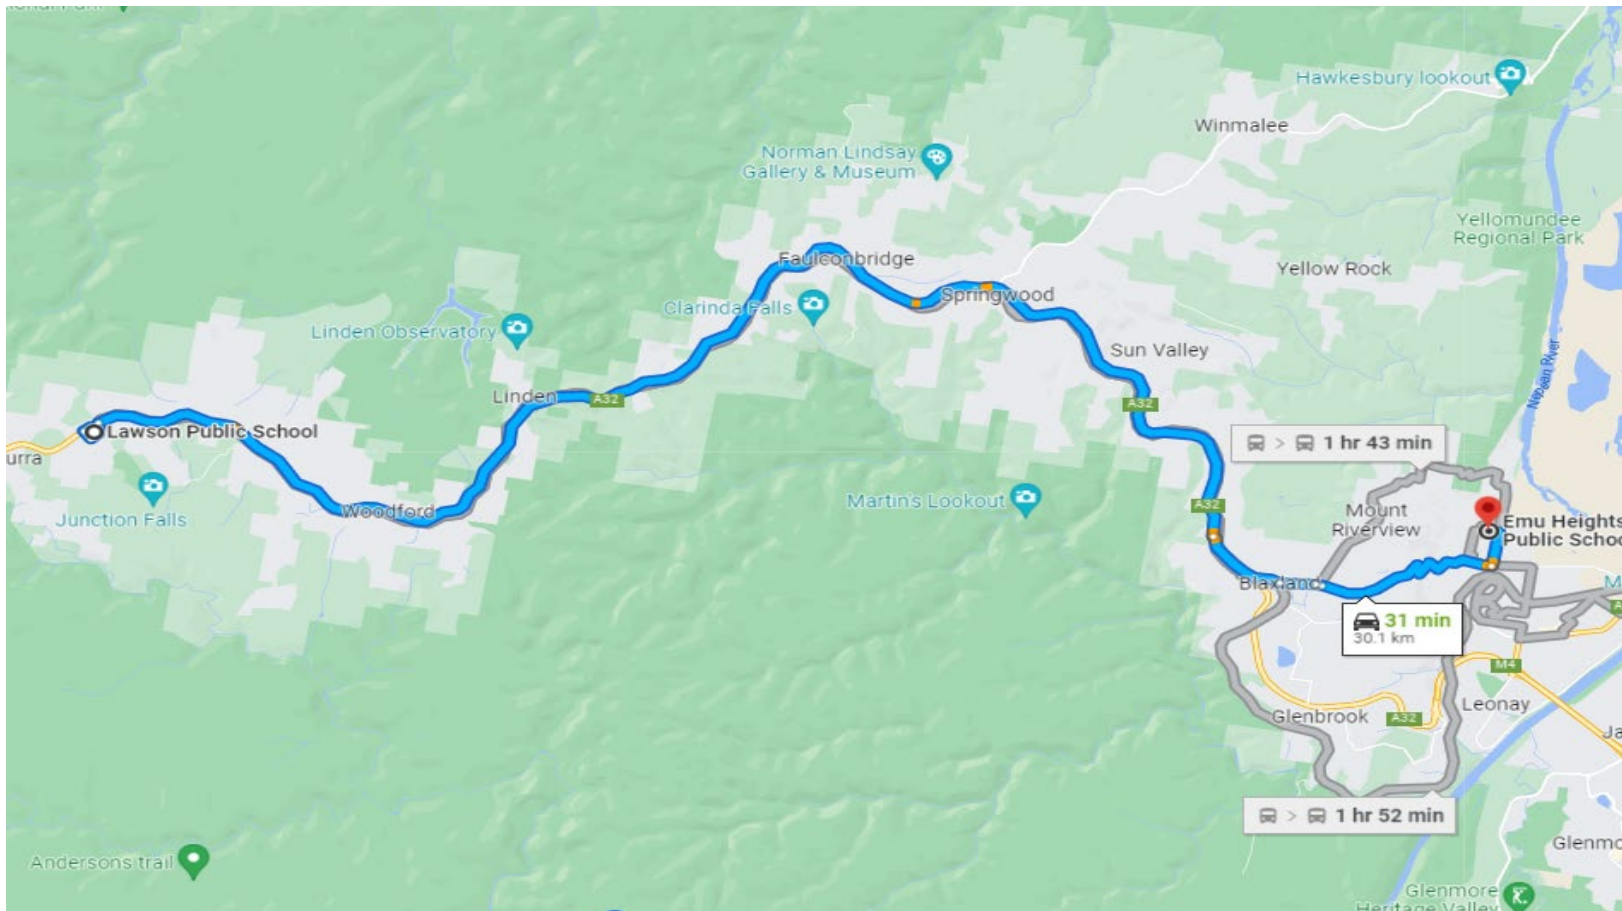 Hawkesbury lookout
Winmalee
Norman Lindsay
Gallery & Museum
Yellomundee
Regional Park
Faulconbridge
Yellow Rock
Springwood
Clarinda Falls
Linden Observatory
Sun Valley
Nepean River
Linden
A32
A32
Lawson Public School
1 hr 43 min
urra
Martin's Lookout
A32
Mount
Riverview
Junction Falls
Woodford
Emu Heights
Public Schoo
Blaxland
M
31 min
30.1 km
A
M4
Leonay
Glenbrook
A32
Ja
1 hr 52 min
Glenmo
Andersons trail
Glenmore
Heritage Valley